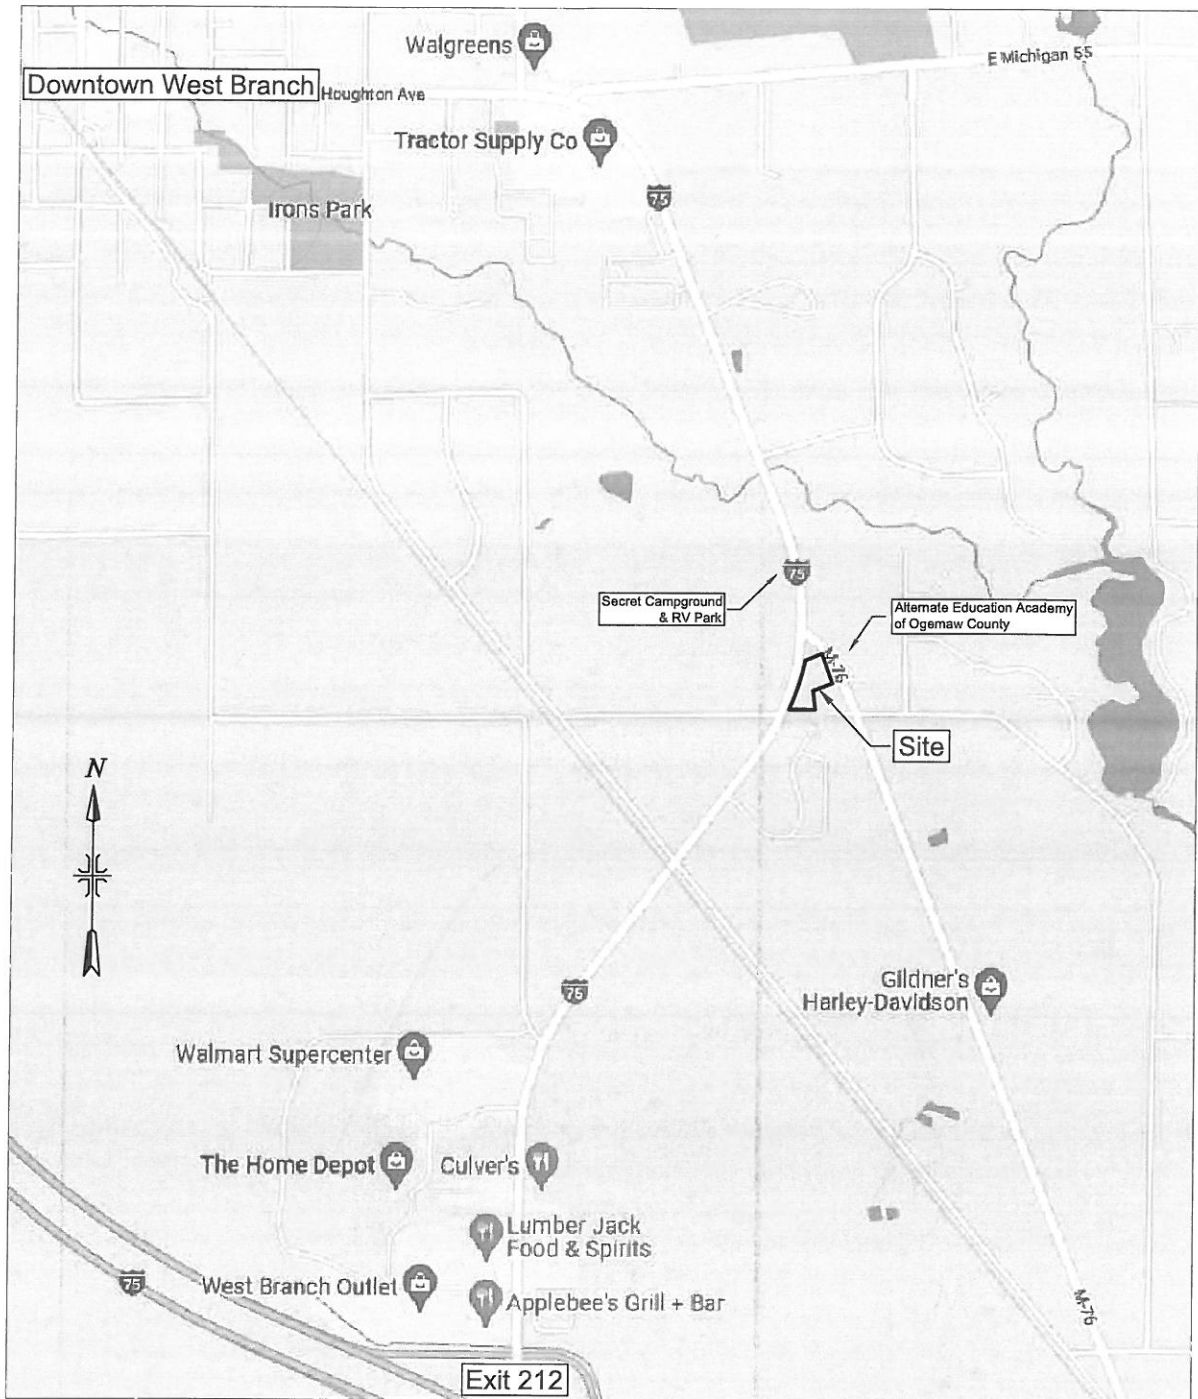 Walgreens
E Michigan 55
Downtown West Branch
Houghton Ave
Tractor Supply Co
75
Irons Park
75
Secret Campground
& RV Park
Alternate Education Academy
of Ogemaw County
M-76
Site
N
Gildner's
Harley-Davidson
75
Walmart Supercenter
The Home Depot
Culver's
Lumber Jack
Food & Spirits
75
West Branch Outlet
Applebee's Grill + Bar
M-76
Exit 212